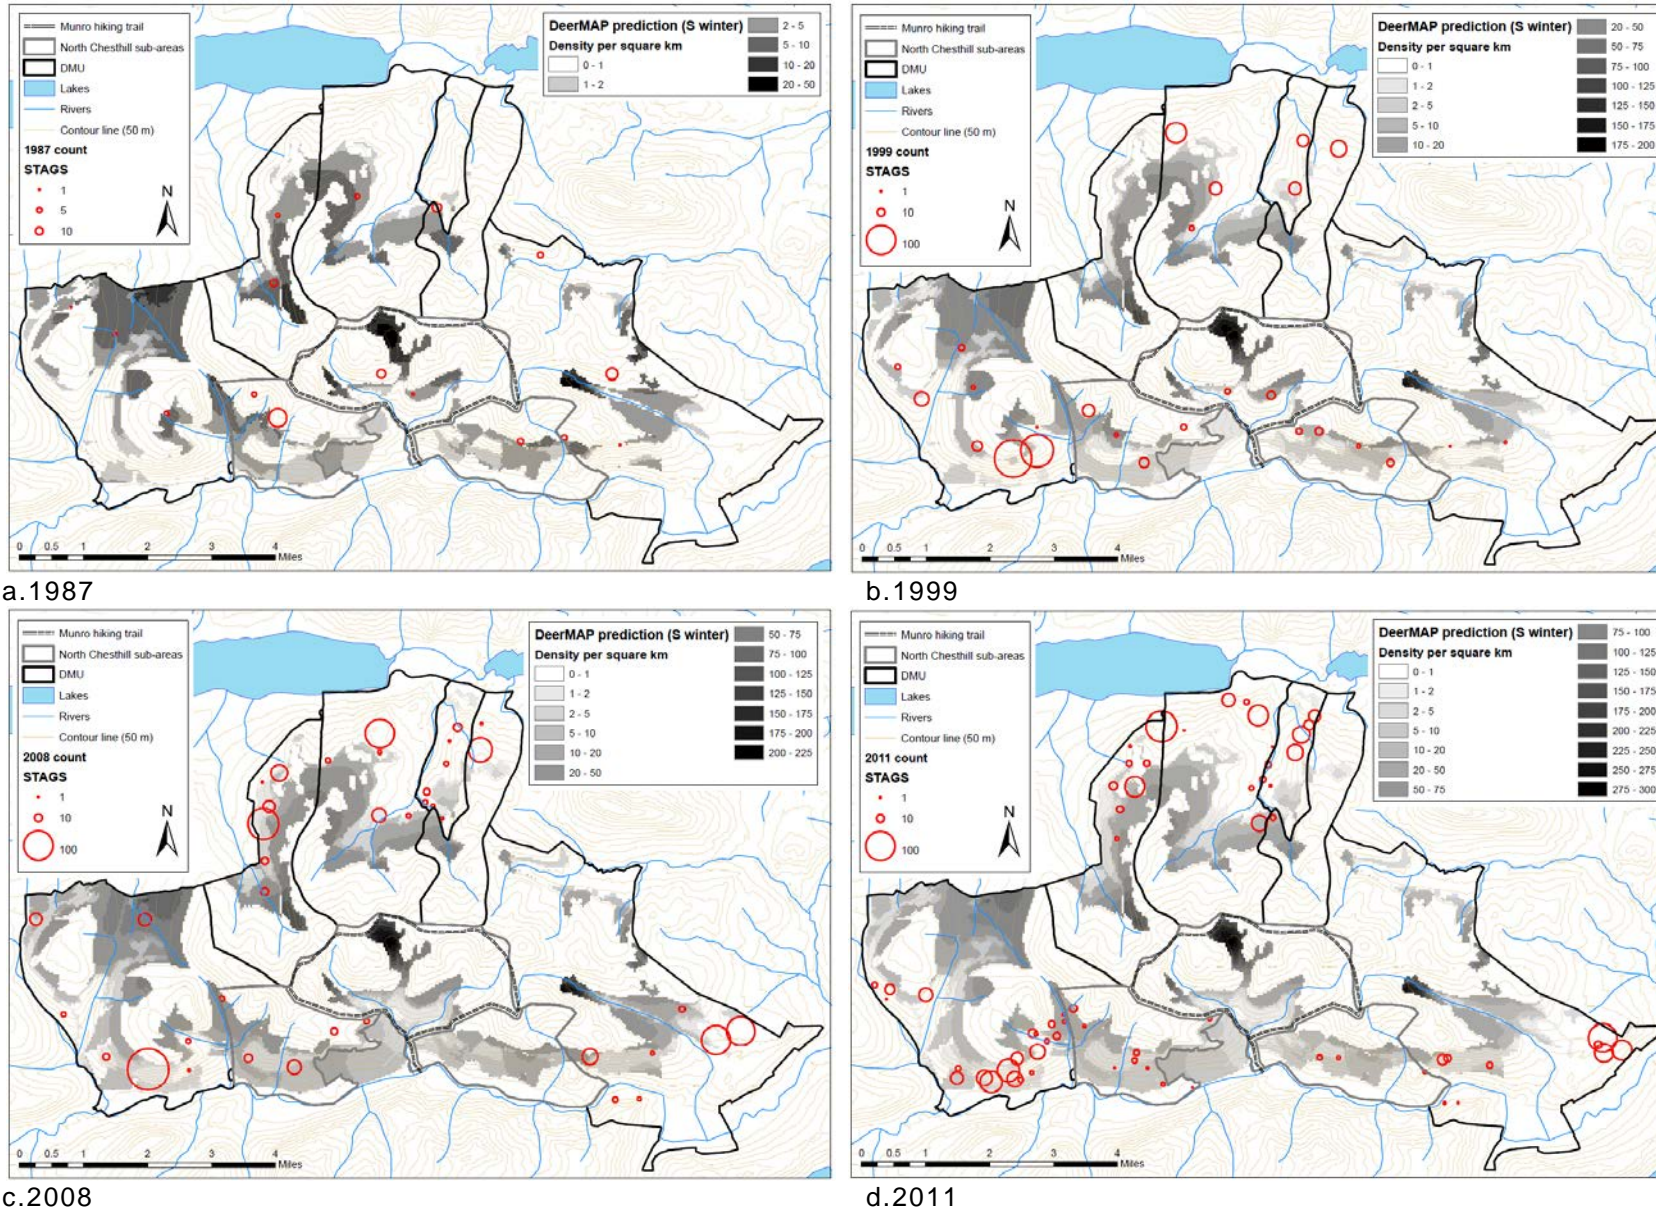 Munro hiking trail
North Chesthill sub-areas
DMU
Lakes
Rivers
Contour line (50 m)
1987 count
STAGS
1
5
10
N
DeerMAP prediction (S winter)
Density per square km
0 - 1
1 - 2
2 - 5
5 - 10
10 - 20
20 - 50
0 0.5 1 2 3 4
Miles
a.1987
Munro hiking trail
North Chesthill sub-areas
DMU
Lakes
Rivers
Contour line (50 m)
1999 count
STAGS
1
10
100
N
DeerMAP prediction (S winter)
Density per square km
0 - 1
1 - 2
2 - 5
5 - 10
10 - 20
20 - 50
50 - 75
75 - 100
100 - 125
125 - 150
150 - 175
175 - 200
0 0.5 1 2 3 4
Miles
b.1999
Munro hiking trail
North Chesthill sub-areas
DMU
Lakes
Rivers
Contour line (50 m)
2008 count
STAGS
1
10
100
N
DeerMAP prediction (S winter)
Density per square km
0 - 1
1 - 2
2 - 5
5 - 10
10 - 20
20 - 50
50 - 75
75 - 100
100 - 125
125 - 150
150 - 175
175 - 200
200 - 225
0 0.5 1 2 3 4
Miles
c.2008
Munro hiking trail
North Chesthill sub-areas
DMU
Lakes
Rivers
Contour line (50 m)
2011 count
STAGS
1
10
100
N
DeerMAP prediction (S winter)
Density per square km
0 - 1
1 - 2
2 - 5
5 - 10
10 - 20
20 - 50
50 - 75
75 - 100
100 - 125
125 - 150
150 - 175
175 - 200
200 - 225
225 - 250
250 - 275
275 - 300
0 0.5 1 2 3 4
Miles
d.2011